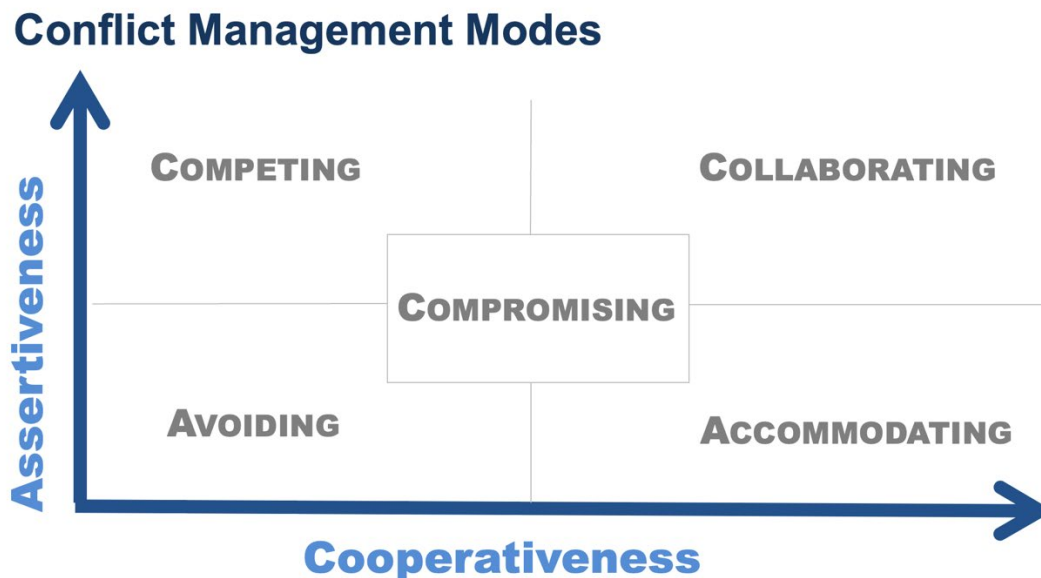 Conflict Management Modes
Assertiveness
COMPETING
COLLABORATING
COMPROMISING
AVOIDING
ACCOMMODATING
Cooperativeness